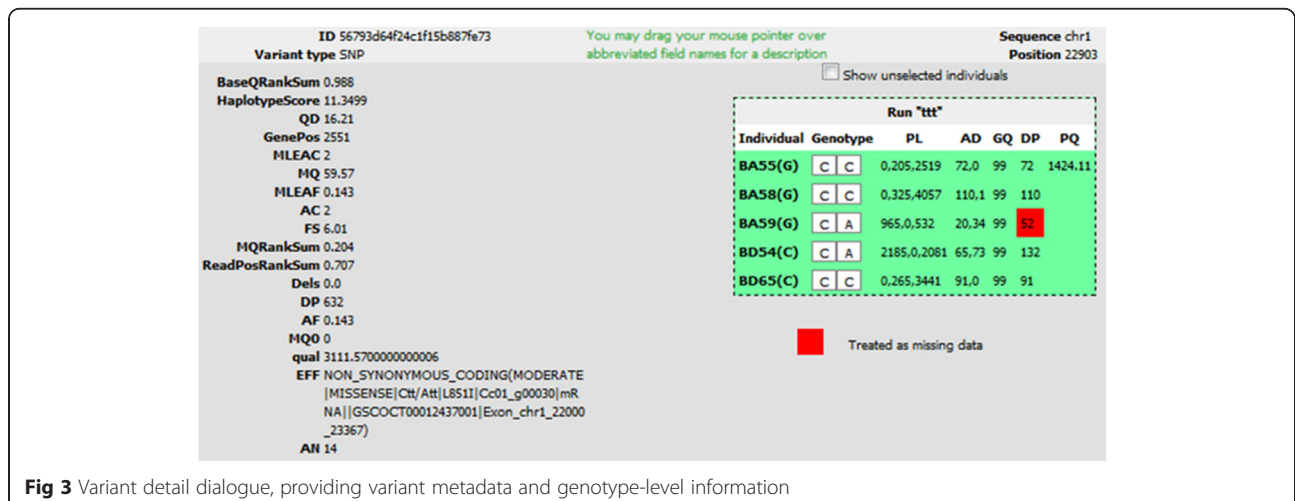 ID 56793d64f24c1f15b887fe73
Variant type SNP
You may drag your mouse pointer over
abbreviated field names for a description
Sequence chr1
Position 22903
BaseQRankSum 0.988
HaplotypeScore 11.3499
QD 16.21
GenePos 2551
MLEAC 2
MQ 59.57
MLEAF 0.143
AC 2
FS 6.01
MQRankSum 0.204
ReadPosRankSum 0.707
Dels 0.0
DP 632
AF 0.143
MQ0 0
qual 3111.5700000000006
EFF NON_SYNONYMOUS_CODING(MODERATE
|MISSENSE|Ctt/Att|L851I|Cc01_g00030|mR
NA||GSCOCT00012437001|Exon_chr1_22000
_23367)
AN 14
Show unselected individuals
Run "ttt"
Individual Genotype PL AD GQ DP PQ
BA55(G) C C 0,205,2519 72,0 99 72 1424.11
BA58(G) C C 0,325,4057 110,1 99 110
BA59(G) C A 965,0,532 20,34 99 52
BD54(C) C A 2185,0,2081 65,73 99 132
BD65(C) C C 0,265,3441 91,0 99 91
Treated as missing data
Fig 3 Variant detail dialogue, providing variant metadata and genotype-level information